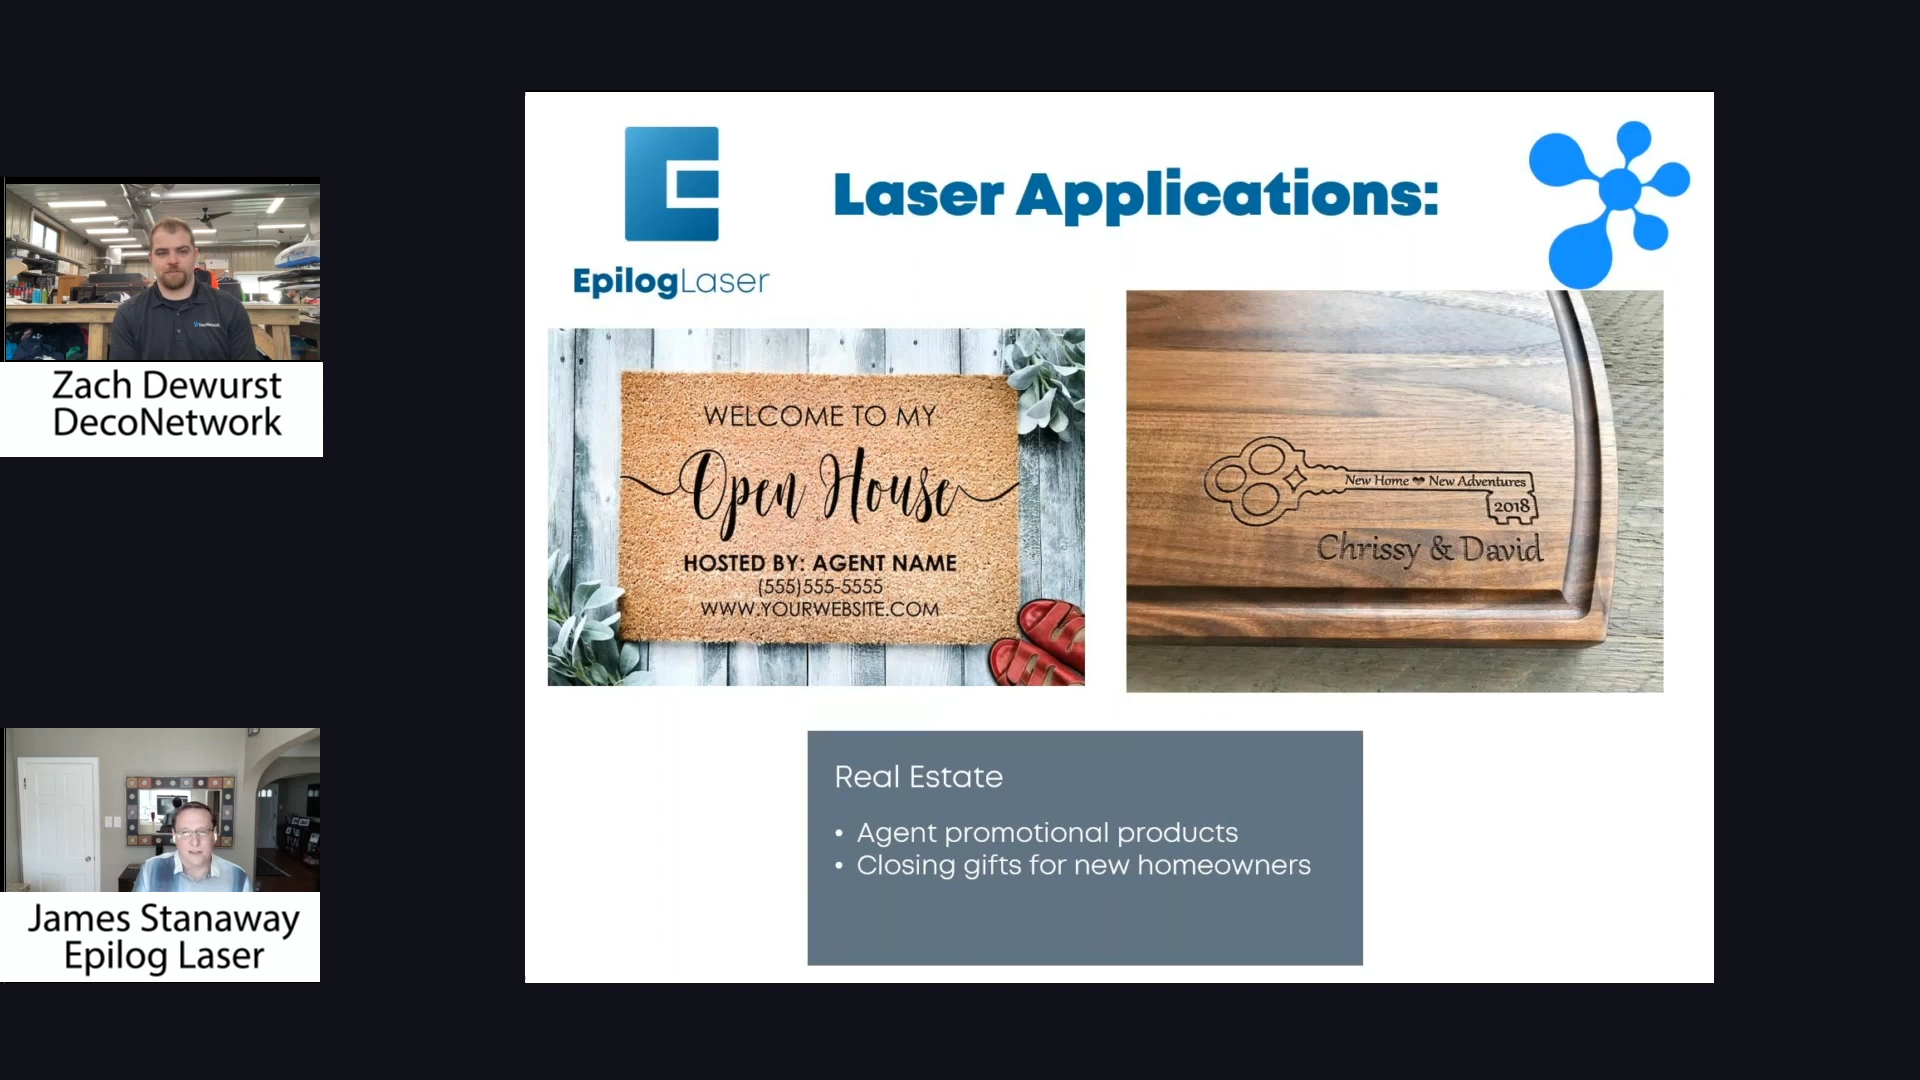 Zach Dewurst
DecoNetwork
James Stanaway
Epilog Laser
EpilogLaser
Laser Applications:
WELCOME TO MY
Open House
HOSTED BY: AGENT NAME
(555)555-5555
WWW.YOURWEBSITE.COM
New Home ❤ New Adventures
2018
Chrissy & David
Real Estate
• Agent promotional products
• Closing gifts for new homeowners